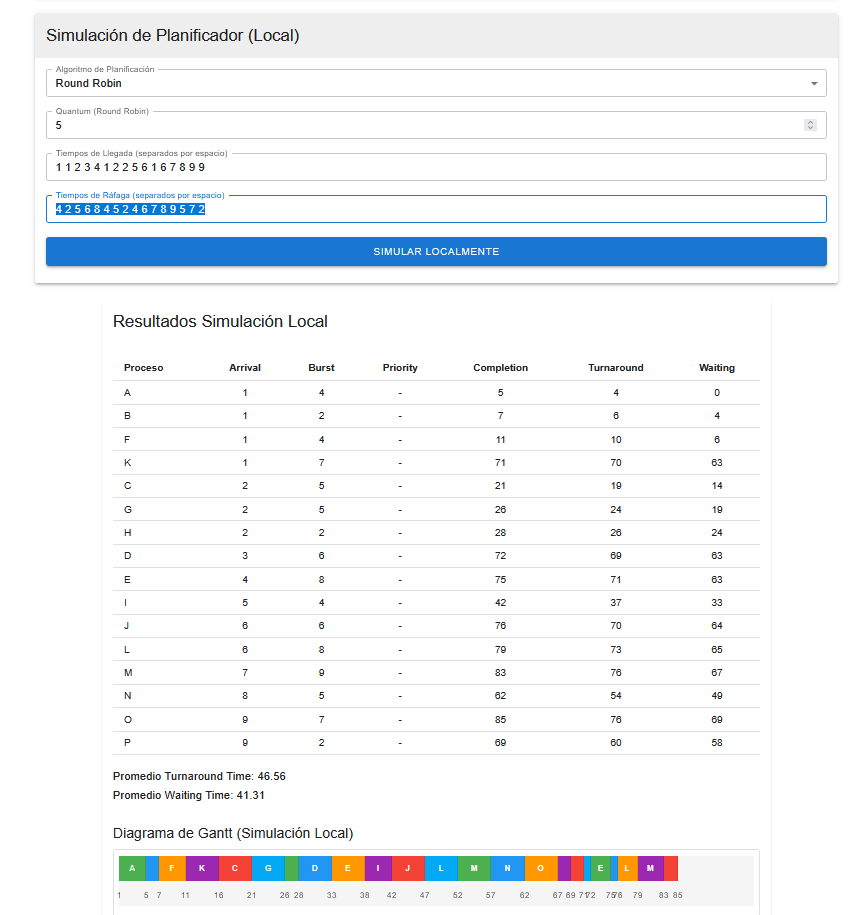 Simulación de Planificador (Local)
Algoritmo de Planificación
Round Robin
Quantum (Round Robin)
5
Tiempos de Llegada (separados por espacio)
1 1 2 3 4 1 2 2 5 6 1 6 7 8 9 9
Tiempos de Ráfaga (separados por espacio)
4 2 5 6 8 4 5 2 4 6 7 8 9 5 7 2
SIMULAR LOCALMENTE
Resultados Simulación Local
Proceso Arrival Burst Priority Completion Turnaround Waiting
A 1 4 - 5 4 0
B 1 2 - 7 6 4
F 1 4 - 11 10 6
K 1 7 - 71 70 63
C 2 5 - 21 19 14
G 2 5 - 26 24 19
H 2 2 - 28 26 24
D 3 6 - 72 69 63
E 4 8 - 75 71 63
I 5 4 - 42 37 33
J 6 6 - 76 70 64
L 6 8 - 79 73 65
M 7 9 - 83 76 67
N 8 5 - 62 54 49
O 9 7 - 85 76 69
P 9 2 - 69 60 58
Promedio Turnaround Time: 46.56
Promedio Waiting Time: 41.31
Diagrama de Gantt (Simulación Local)
A F K C G D E I J L M N O E L M
1 5 7 11 16 21 26 28 33 38 42 47 52 57 62 67 69 71 72 75 76 79 83 85